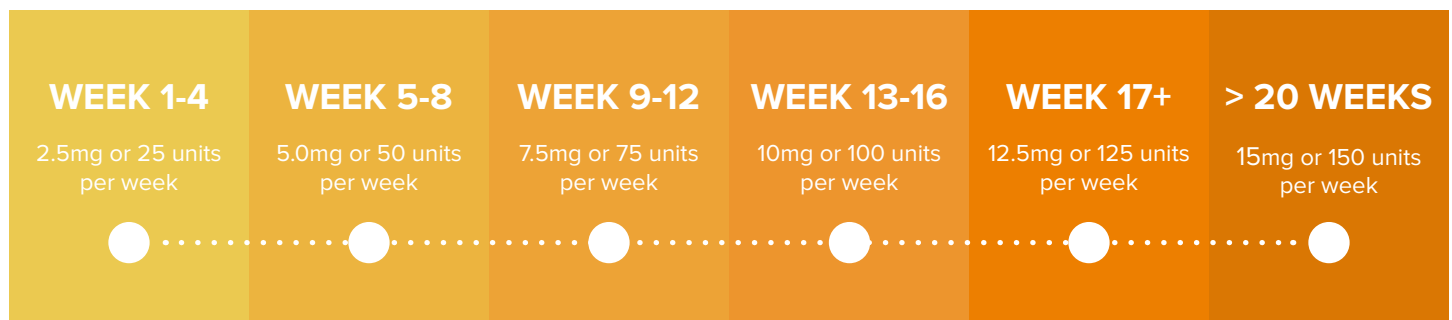 WEEK 1-4
2.5mg or 25 units
per week
WEEK 5-8
5.0mg or 50 units
per week
WEEK 9-12
7.5mg or 75 units
per week
WEEK 13-16
10mg or 100 units
per week
WEEK 17+
12.5mg or 125 units
per week
> 20 WEEKS
15mg or 150 units
per week